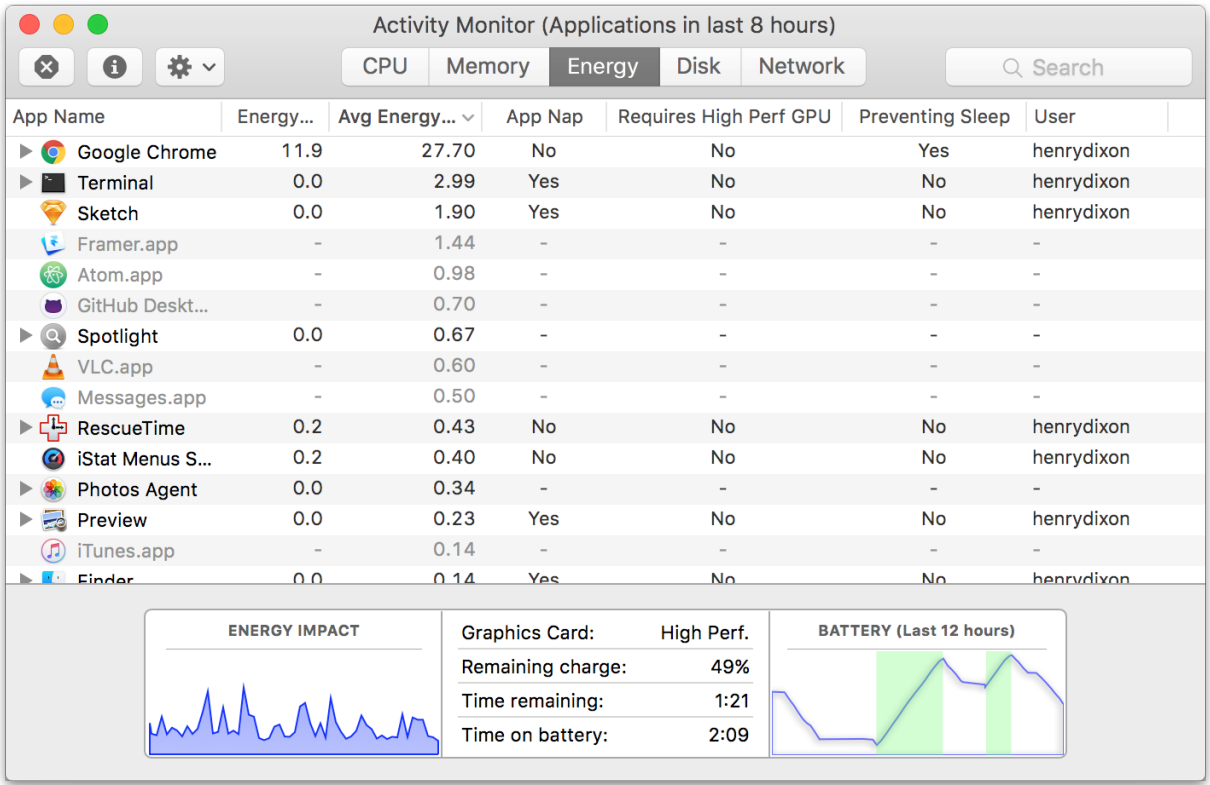 Activity Monitor (Applications in last 8 hours)
CPU Memory Energy Disk Network Search
App Name Energy... Avg Energy... App Nap Requires High Perf GPU Preventing Sleep User
Google Chrome 11.9 27.70 No No Yes henrydixon
Terminal 0.0 2.99 Yes No No henrydixon
Sketch 0.0 1.90 Yes No No henrydixon
Framer.app - 1.44 - - - -
Atom.app - 0.98 - - - -
GitHub Deskt... - 0.70 - - - -
Spotlight 0.0 0.67 - - - -
VLC.app - 0.60 - - - -
Messages.app - 0.50 - - - -
RescueTime 0.2 0.43 No No No henrydixon
iStat Menus S... 0.2 0.40 No No No henrydixon
Photos Agent 0.0 0.34 - - - -
Preview 0.0 0.23 Yes No No henrydixon
iTunes.app - 0.14 - - - -
Finder 0.0 0.14 Yes No No henrydixon
ENERGY IMPACT
Graphics Card: High Perf.
Remaining charge: 49%
Time remaining: 1:21
Time on battery: 2:09
BATTERY (Last 12 hours)